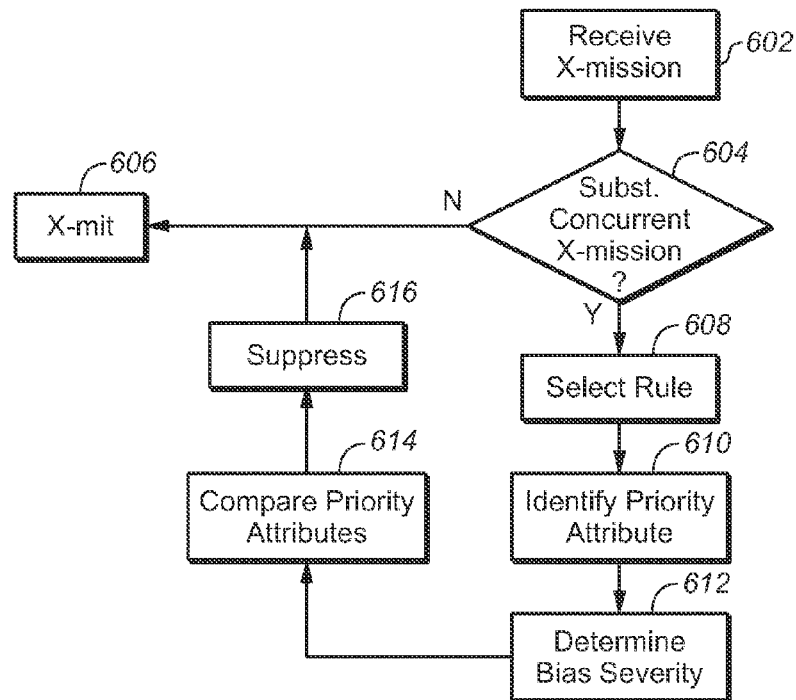 Receive
X-mission
602
604
Subst.
Concurrent
X-mission
?
N
Y
606
X-mit
608
Select Rule
610
Identify Priority
Attribute
612
Determine
Bias Severity
614
Compare Priority
Attributes
616
Suppress